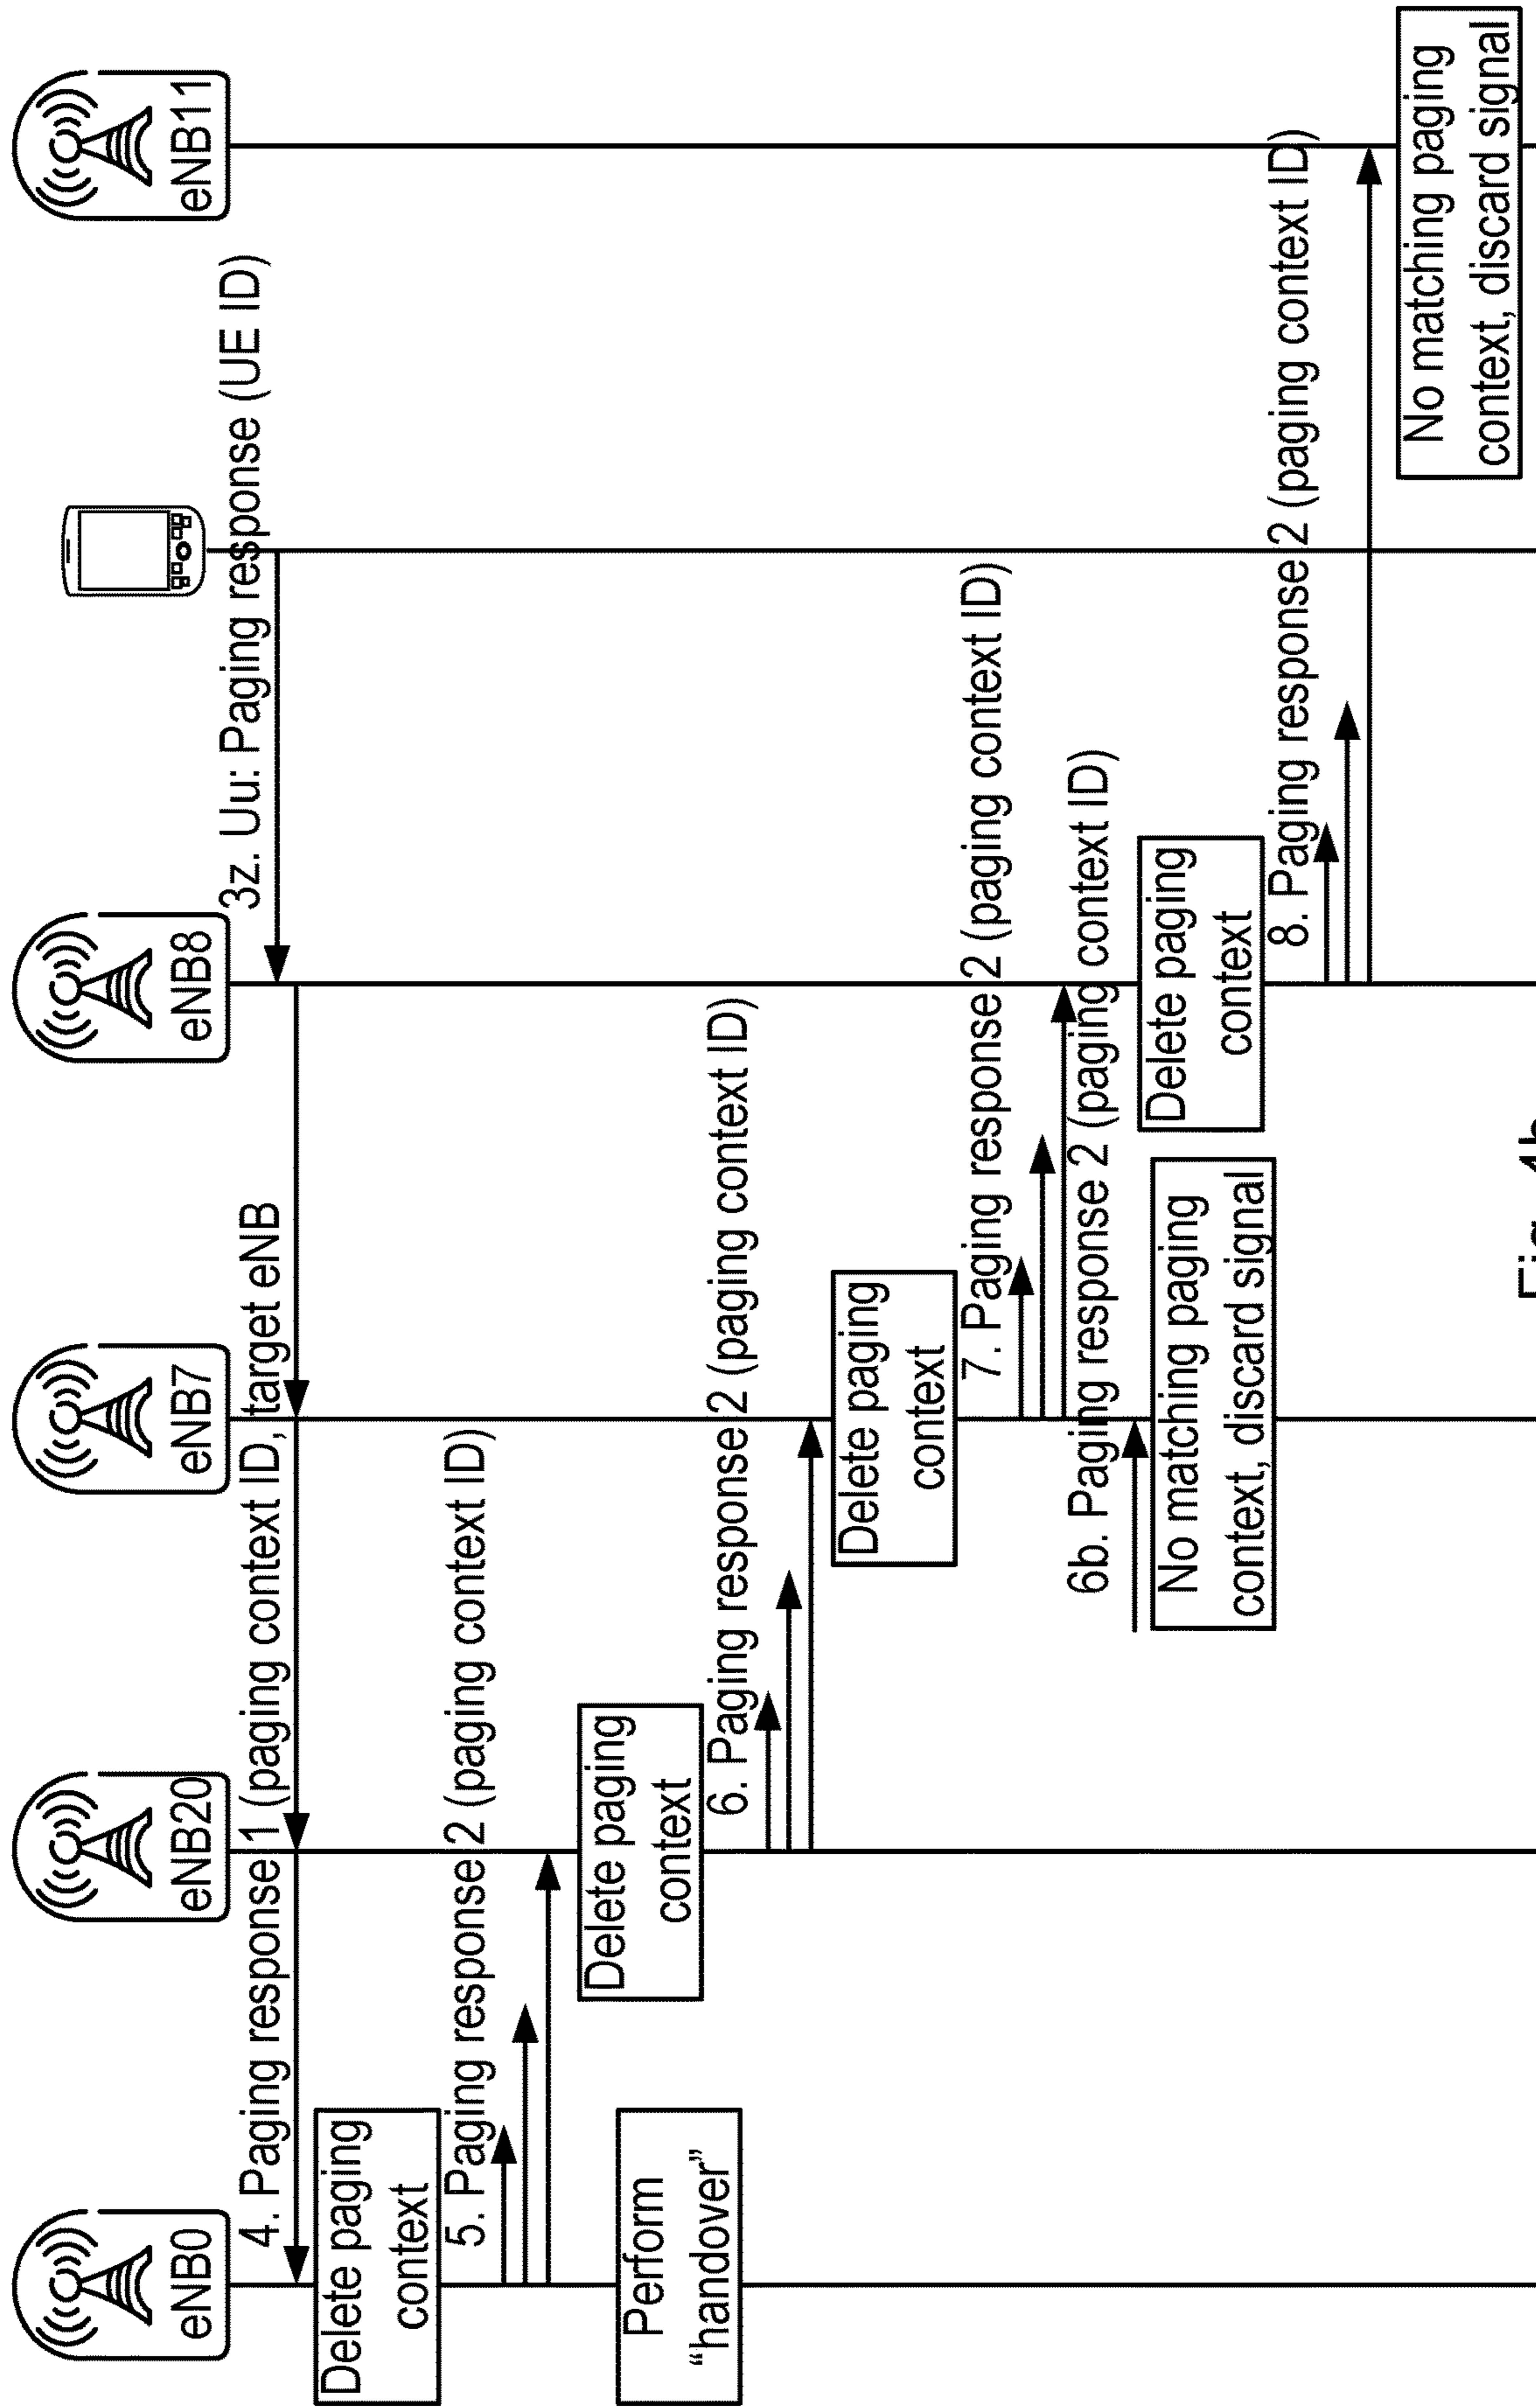 eNB0
eNB20
eNB7
eNB8
eNB11
3z. Uu: Paging response (UE ID)
4. Paging response 1 (paging context ID, target eNB
Delete paging
context
5. Paging response 2 (paging context ID)
Delete paging
context
Perform
“handover”
6. Paging response 2 (paging context ID)
Delete paging
context
7. Paging response 2 (paging context ID)
6b. Paging response 2 (paging context ID)
No matching paging
context, discard signal
Delete paging
context
8. Paging response 2 (paging context ID)
No matching paging
context, discard signal